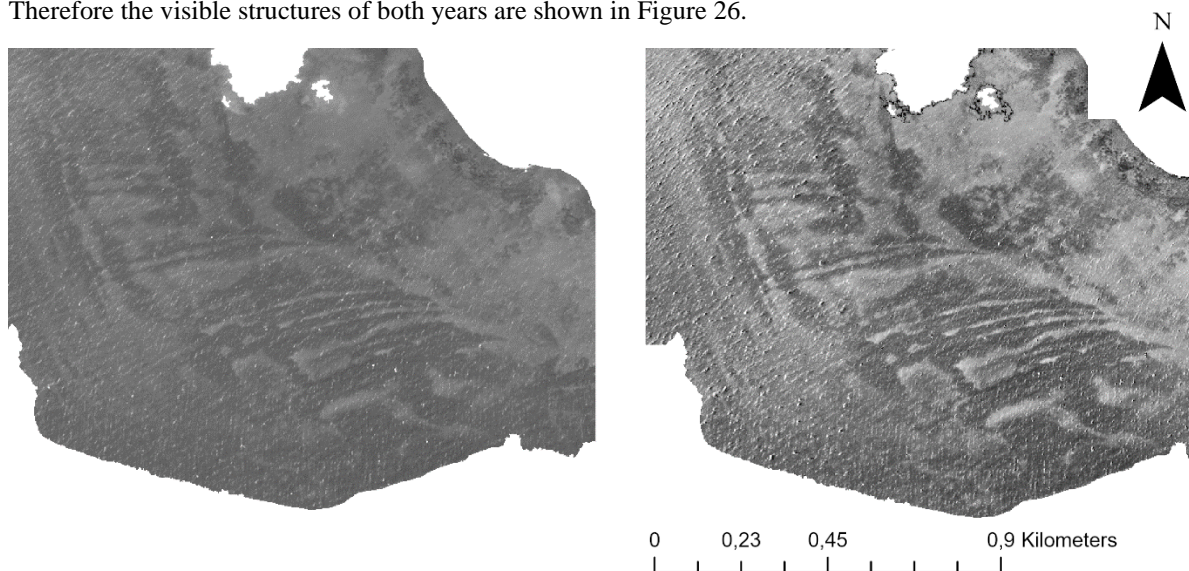 Therefore the visible structures of both years are shown in Figure 26.
N
0 0,23 0,45 0,9 Kilometers